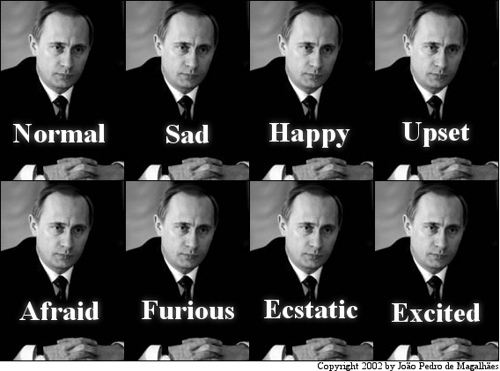 Normal Sad Happy Upset
Afraid Furious Ecstatic Excited
Copyright 2002 by João Pedro de Magalhães